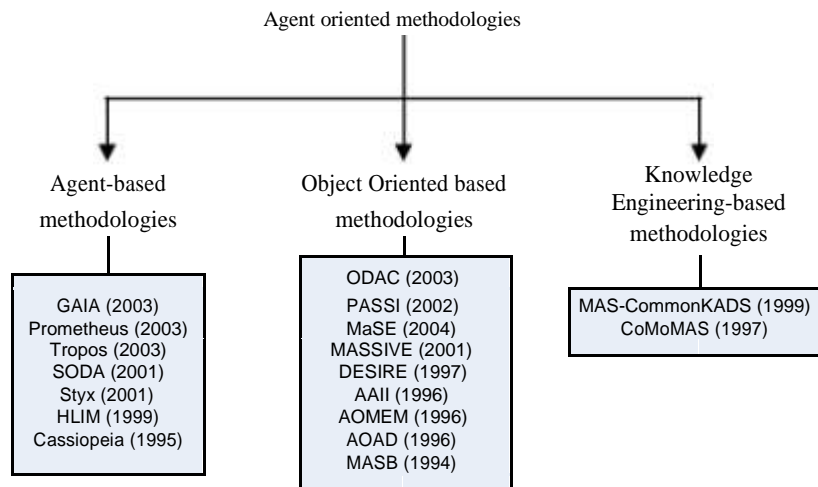 Agent oriented methodologies
Agent-based
methodologies
GAIA (2003)
Prometheus (2003)
Tropos (2003)
SODA (2001)
Styx (2001)
HLIM (1999)
Cassiopeia (1995)
Object Oriented based
methodologies
ODAC (2003)
PASSI (2002)
MaSE (2004)
MASSIVE (2001)
DESIRE (1997)
AAII (1996)
AOMEM (1996)
AOAD (1996)
MASB (1994)
Knowledge
Engineering-based
methodologies
MAS-CommonKADS (1999)
CoMoMAS (1997)